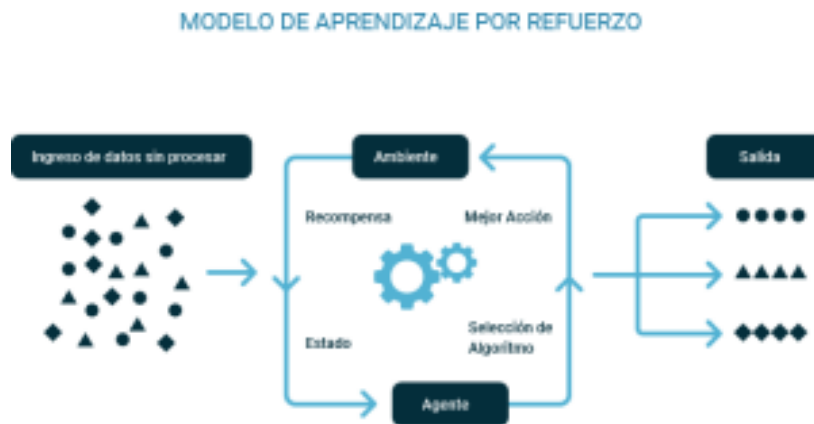 MODELO DE APRENDIZAJE POR REFUERZO
Ingreso de datos sin procesar
Ambiente
Salida
Recompensa
Mejor Acción
Estado
Selección de
Algoritmo
Agente